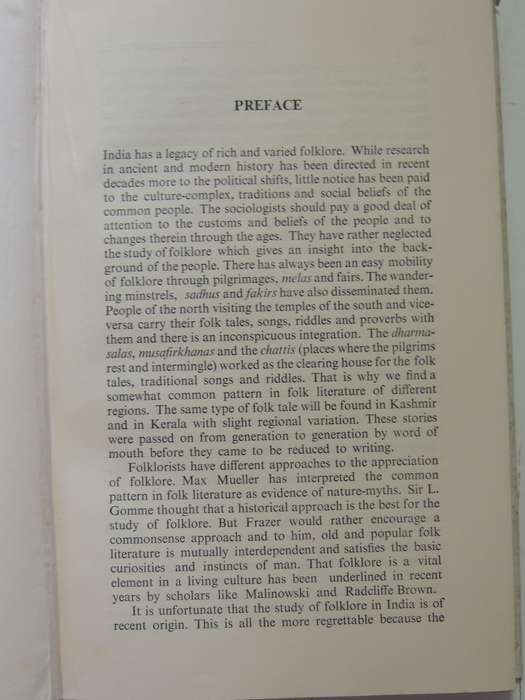 PREFACE
India has a legacy of rich and varied folklore. While research
in ancient and modern history has been directed in recent
decades more to the political shifts, little notice has been paid
to the culture-complex, traditions and social beliefs of the
common people. The sociologists should pay a good deal of
attention to the customs and beliefs of the people and to
changes therein through the ages. They have rather neglected
the study of folklore which gives an insight into the back-
ground of the people. There has always been an easy mobility
of folklore through pilgrimages, melas and fairs. The wander-
ing minstrels, sadhus and fakirs have also disseminated them.
People of the north visiting the temples of the south and vice-
versa carry their folk tales, songs, riddles and proverbs with
them and there is an inconspicuous integration. The dharma-
salas, musafirkhanas and the chattis (places where the pilgrims
rest and intermingle) worked as the clearing house for the folk
tales, traditional songs and riddles. That is why we find a
somewhat common pattern in folk literature of different
regions. The same type of folk tale will be found in Kashmir
and in Kerala with slight regional variation. These stories
were passed on from generation to generation by word of
mouth before they came to be reduced to writing.
Folklorists have different approaches to the appreciation
of folklore. Max Mueller has interpreted the common
pattern in folk literature as evidence of nature-myths. Sir L.
Gomme thought that a historical approach is the best for the
study of folklore. But Frazer would rather encourage a
commonsense approach and to him, old and popular folk
literature is mutually interdependent and satisfies the basic
curiosities and instincts of man. That folklore is a vital
element in a living culture has been underlined in recent
years by scholars like Malinowski and Radcliffe Brown.
It is unfortunate that the study of folklore in India is of
recent origin. This is all the more regrettable because the